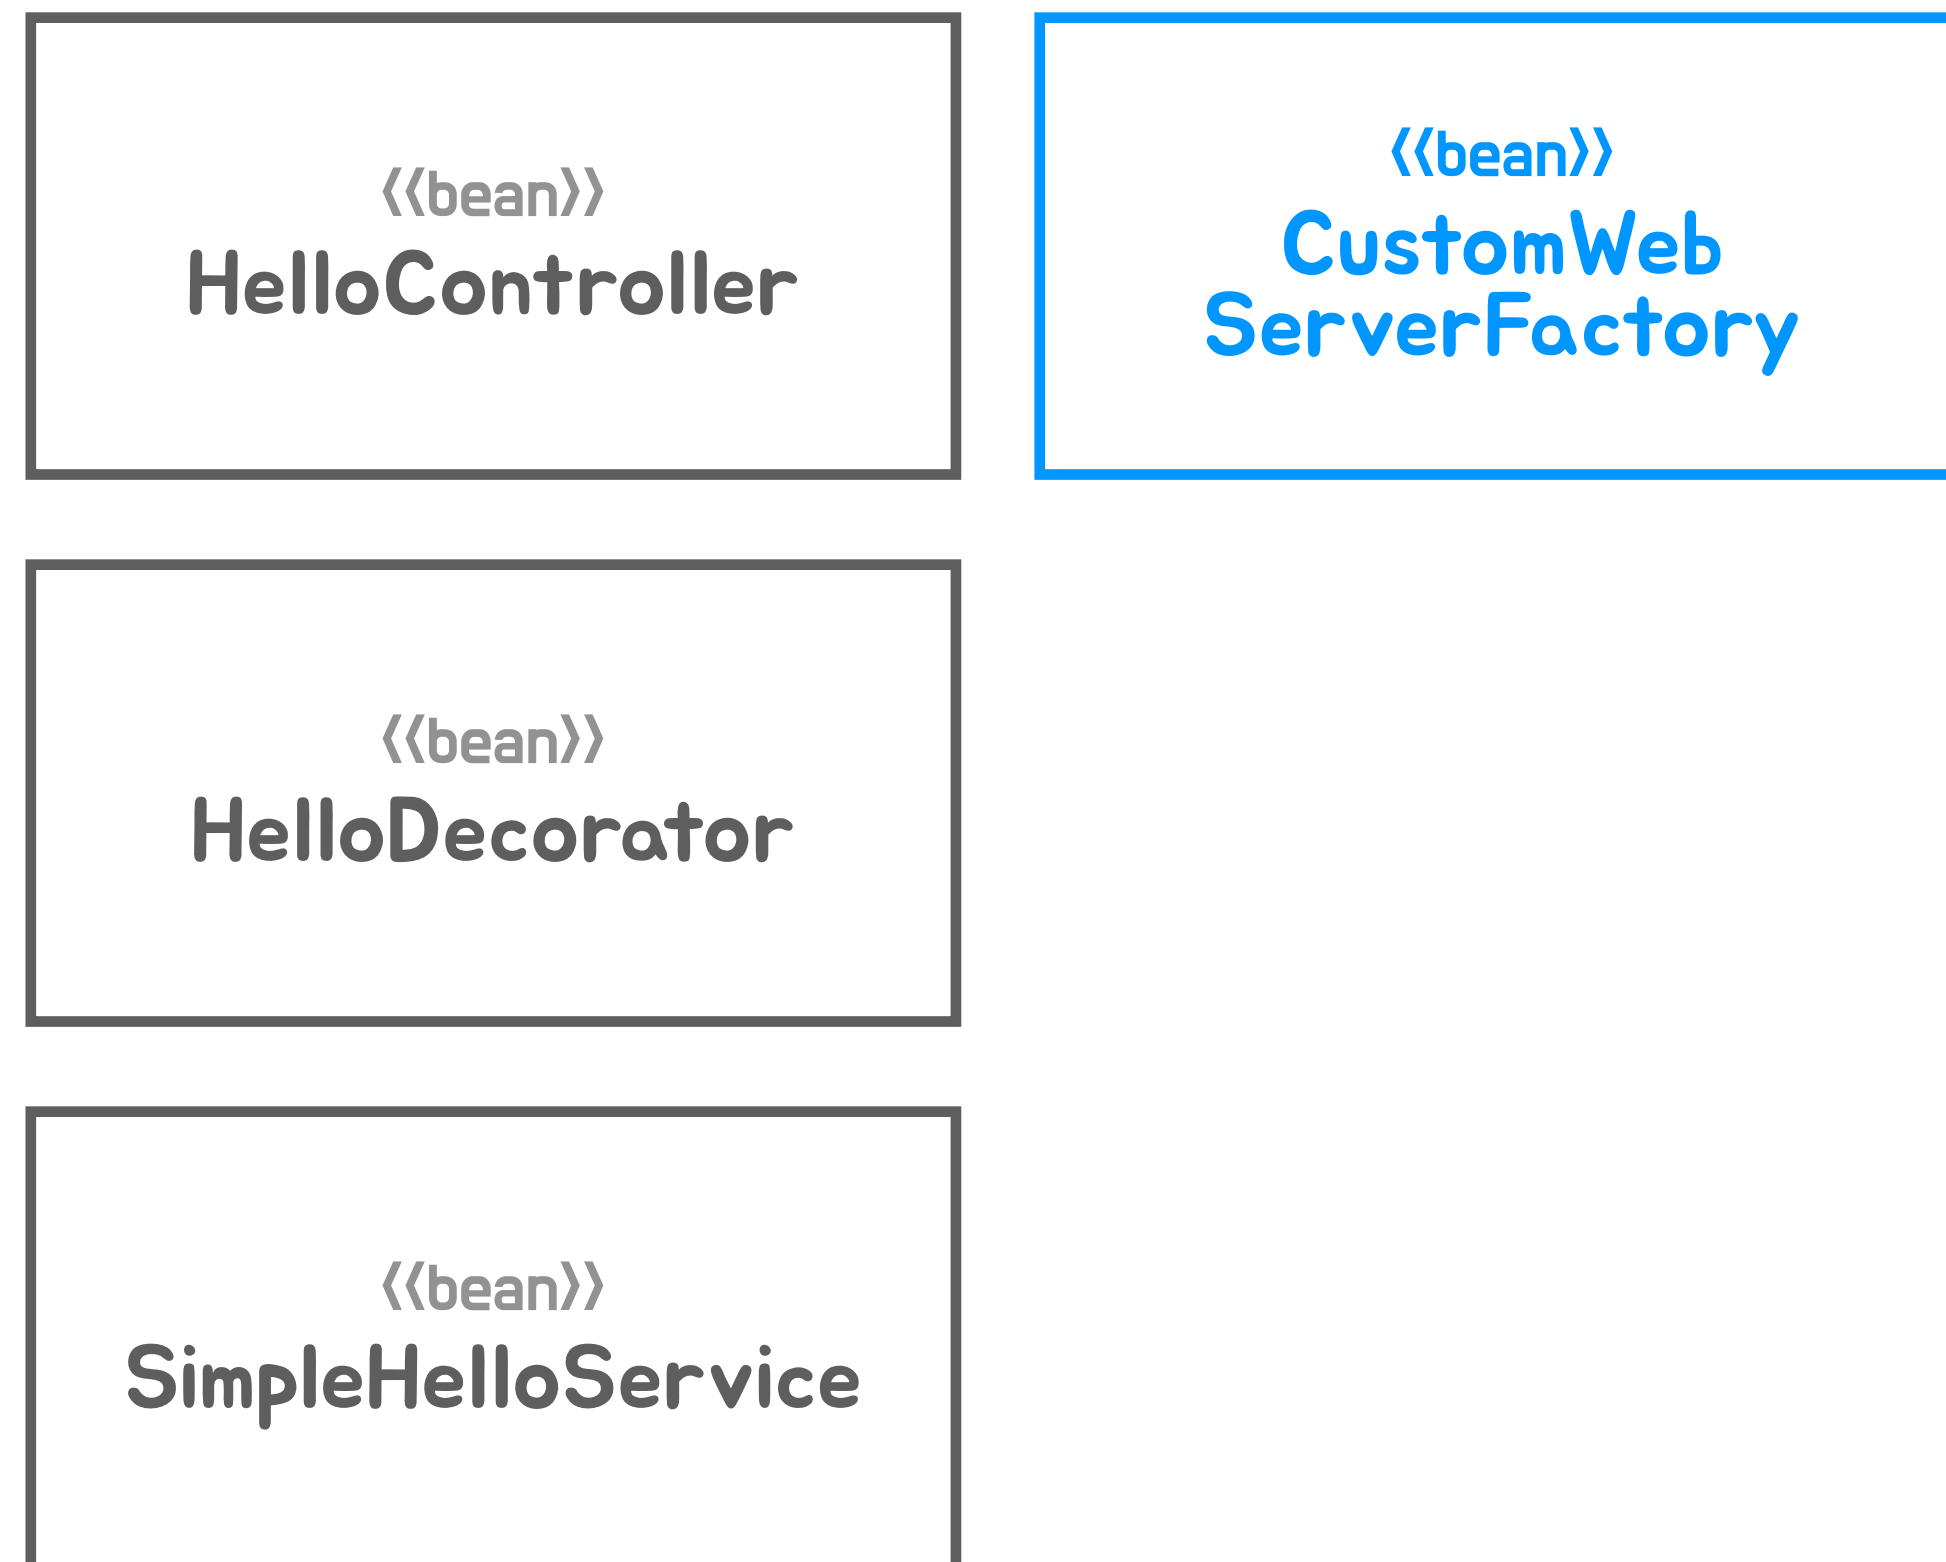 《bean》
HelloController
《bean》
CustomWeb
ServerFactory
《bean》
HelloDecorator
《bean》
SimpleHelloService